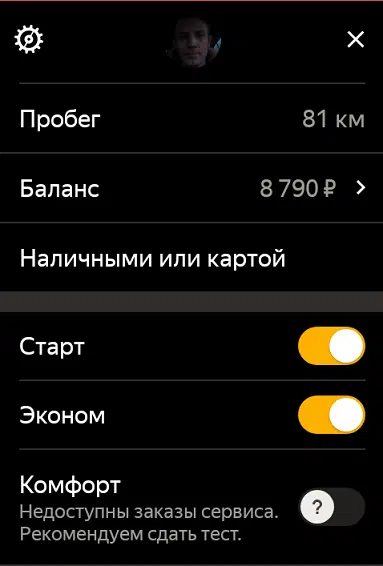 Пробег 81 км
Баланс 8 790 ₽
Наличными или картой
Старт
Эконом
Комфорт
Недоступны заказы сервиса. ?
Рекомендуем сдать тест.